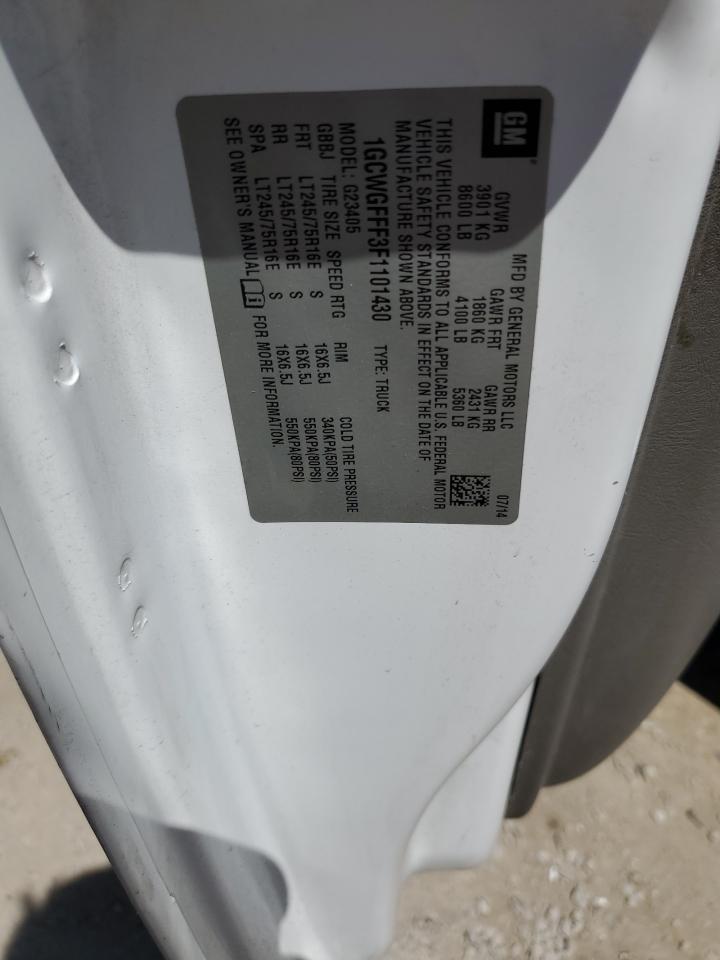 GM
MFD BY GENERAL MOTORS LLC 07/14
GVWR GAWR FRT GAWR RR
3901 KG 1860 KG 2431 KG
8600 LB 4100 LB 5360 LB
THIS VEHICLE CONFORMS TO ALL APPLICABLE U.S. FEDERAL MOTOR
VEHICLE SAFETY STANDARDS IN EFFECT ON THE DATE OF
MANUFACTURE SHOWN ABOVE.
1GCWGFFF3F1101430 TYPE: TRUCK
MODEL: G23405
GBBJ TIRE SIZE SPEED RTG RIM COLD TIRE PRESSURE
FRT LT245/75R16E S 16X6.5J 340KPA(50PSI)
RR LT245/75R16E S 16X6.5J 550KPA(80PSI)
SPA LT245/75R16E S 16X6.5J 550KPA(80PSI)
SEE OWNER'S MANUAL FOR MORE INFORMATION.